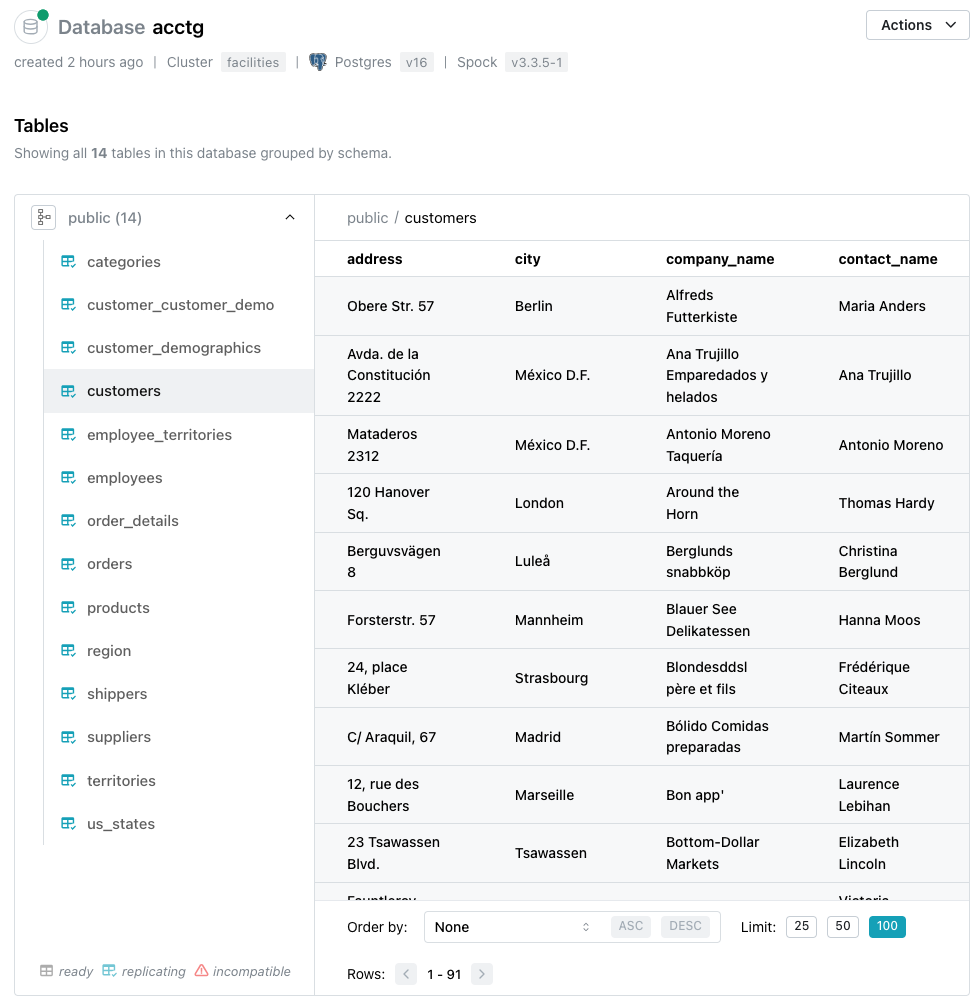 Database acctg
Actions
created 2 hours ago | Cluster facilities | Postgres v16 | Spock v3.3.5-1
Tables
Showing all 14 tables in this database grouped by schema.
public (14)
categories
customer_customer_demo
customer_demographics
customers
employee_territories
employees
order_details
orders
products
region
shippers
suppliers
territories
us_states
ready replicating incompatible
public / customers
address city company_name contact_name
Obere Str. 57
Berlin
Alfreds
Futterkiste
Maria Anders
Avda. de la
Constitución
2222
México D.F.
Ana Trujillo
Emparedados y
helados
Ana Trujillo
Mataderos
2312
México D.F.
Antonio Moreno
Taquería
Antonio Moreno
120 Hanover
Sq.
London
Around the
Horn
Thomas Hardy
Berguvsvägen
8
Luleå
Berglunds
snabbköp
Christina
Berglund
Forsterstr. 57
Mannheim
Blauer See
Delikatessen
Hanna Moos
24, place
Kléber
Strasbourg
Blondesddsl
père et fils
Frédérique
Citeaux
C/ Araquil, 67
Madrid
Bólido Comidas
preparadas
Martín Sommer
12, rue des
Bouchers
Marseille
Bon app'
Laurence
Lebihan
23 Tsawassen
Blvd.
Tsawassen
Bottom-Dollar
Markets
Elizabeth
Lincoln
Order by: None ASC DESC Limit: 25 50 100
Rows: 1 - 91